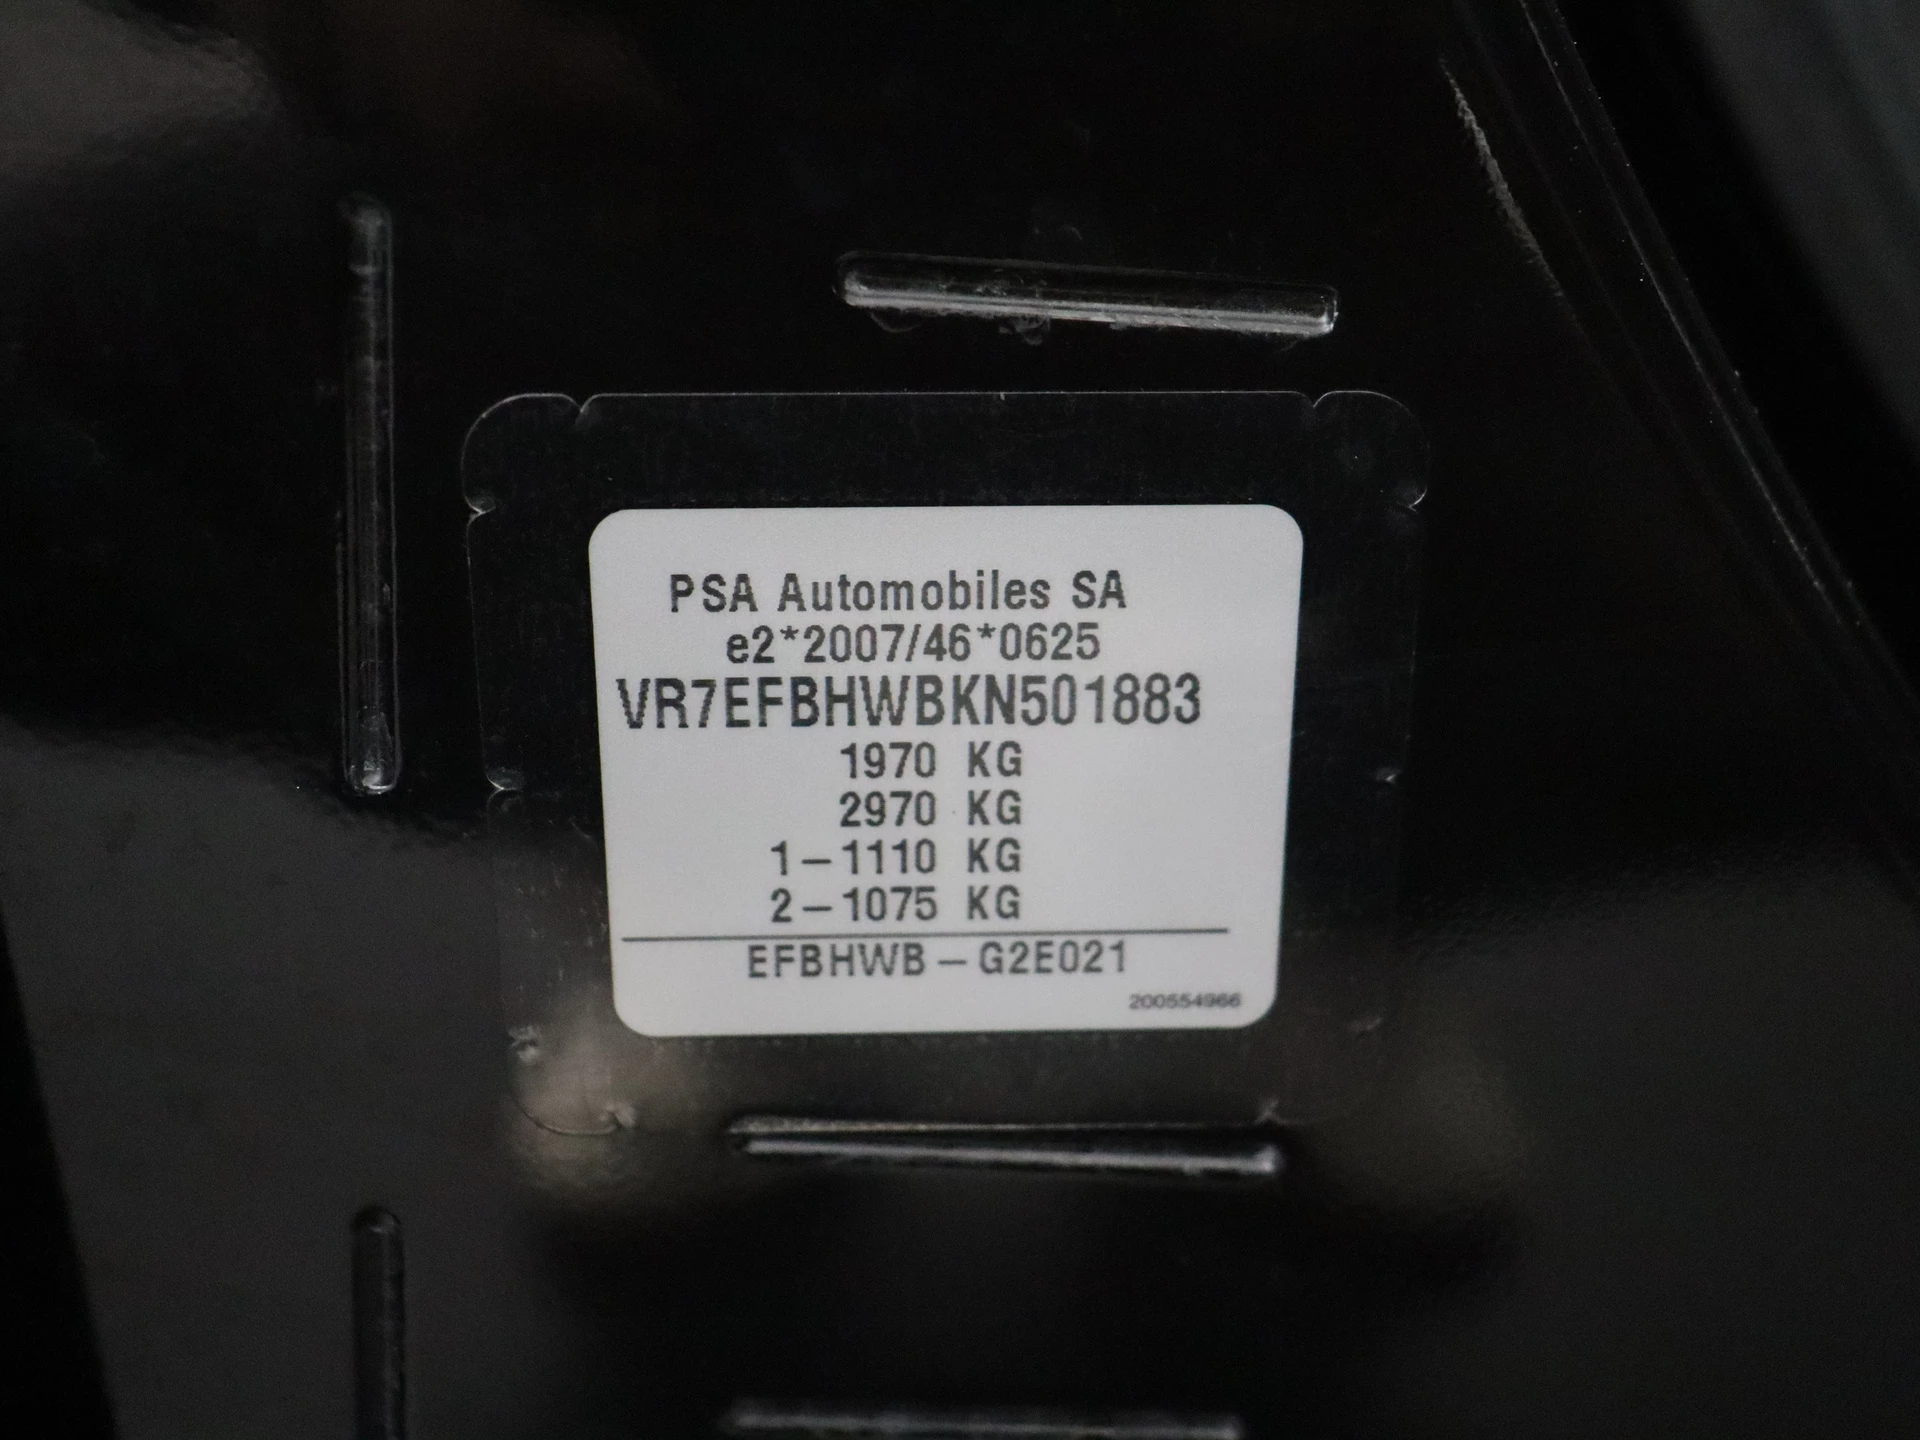 PSA Automobiles SA
e2*2007/46*0625
VR7EFBHWBKN501883
1970 KG
2970 KG
1-1110 KG
2-1075 KG
EFBHWB-G2E021
200554966